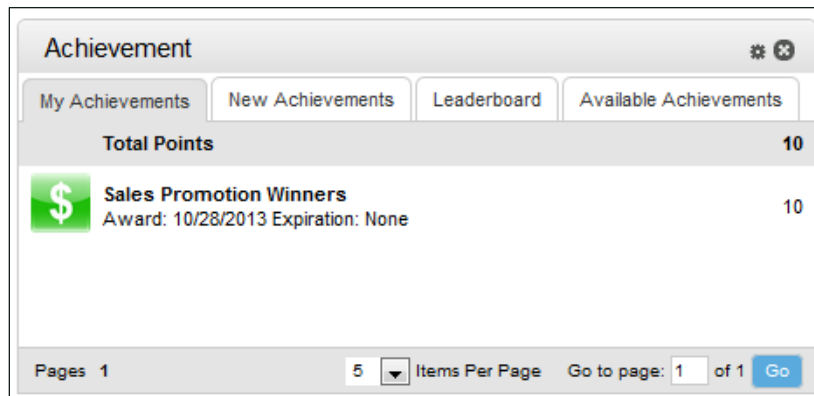 Achievement
My Achievements New Achievements Leaderboard Available Achievements
Total Points 10
$ Sales Promotion Winners
Award: 10/28/2013 Expiration: None 10
Pages 1 5 Items Per Page Go to page: 1 of 1 Go